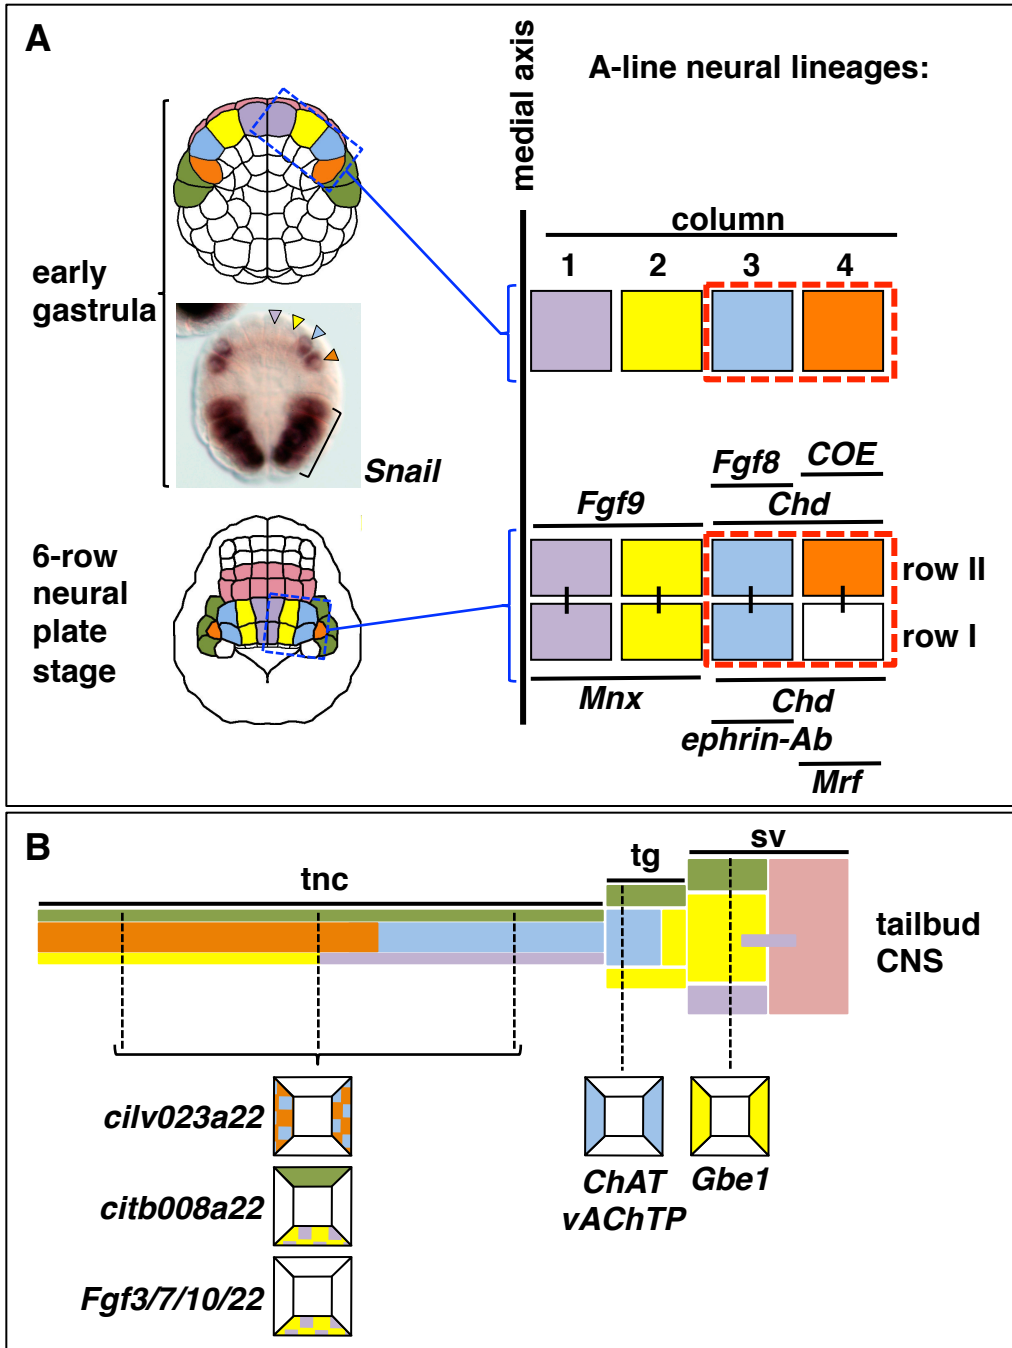 A
medial axis
A-line neural lineages:
column
1 2 3 4
early
gastrula
Snail
Fgf8 COE
Fgf9 Chd
6-row
neural
plate
stage
row II
row I
Mnx Chd
ephrin-Ab
Mrf
B
tnc tg sv
tailbud
CNS
cilv023a22
ChAT Gbe1
vAChTP
citb008a22
Fgf3/7/10/22